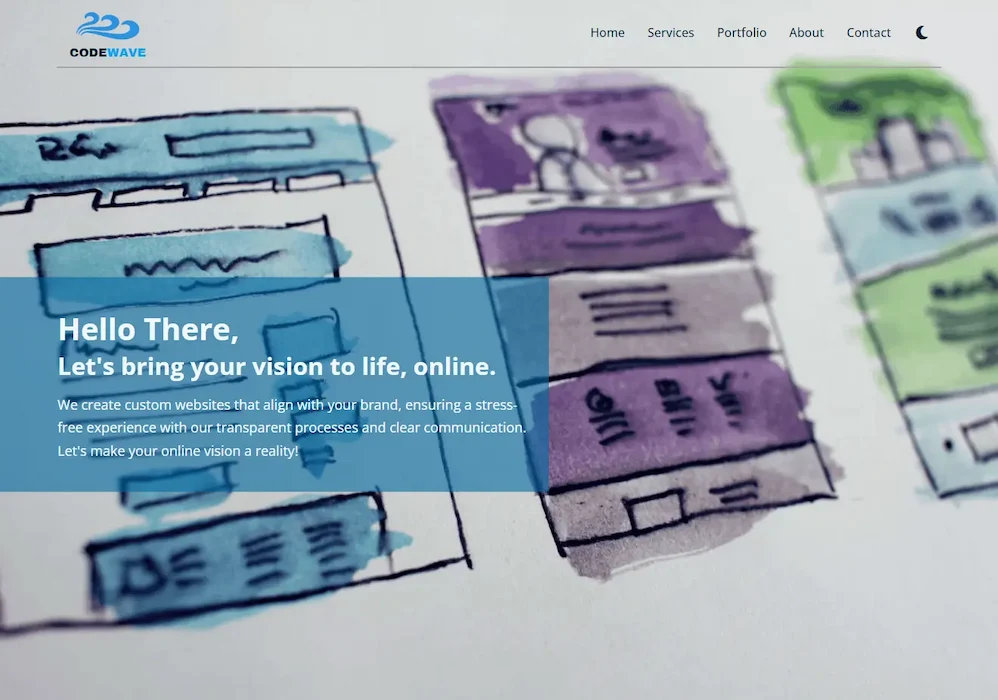 CODEWAVE
Home Services Portfolio About Contact
Hello There,
Let's bring your vision to life, online.
We create custom websites that align with your brand, ensuring a stress-
free experience with our transparent processes and clear communication.
Let's make your online vision a reality!